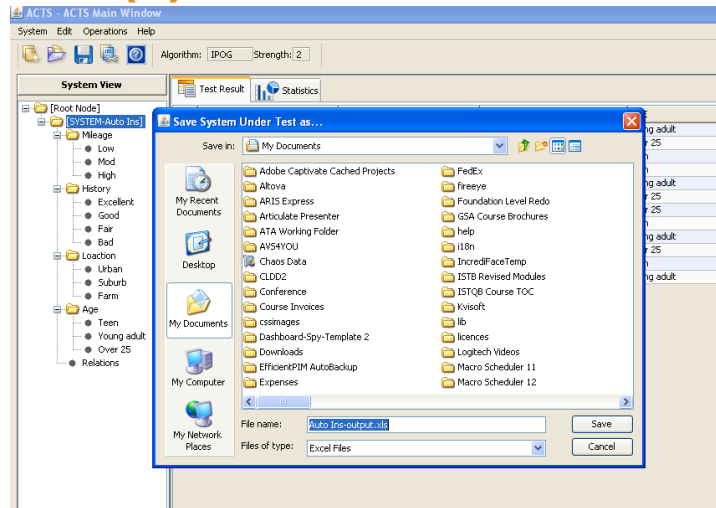 ACTS - ACTS Main Window
System Edit Operations Help
Algorithm: IPOG Strength: 2
System View
Test Result Statistics
[Root Node]
[SYSTEM-Auto Ins]
Mileage
Low
Mod
High
History
Excellent
Good
Fair
Bad
Loaction
Urban
Suburb
Farm
Age
Teen
Young adult
Over 25
Relations
Save System Under Test as...
Save in: My Documents
My Recent Documents
Desktop
My Documents
My Computer
My Network Places
Adobe Captivate Cached Projects
Altova
ARIS Express
Articulate Presenter
ATA Working Folder
AVS4YOU
Chaos Data
CLDD2
Conference
Course Invoices
cssimages
Dashboard-Spy-Template 2
Downloads
EfficientPIM AutoBackup
Expenses
FedEx
fireeye
Foundation Level Redo
GSA Course Brochures
help
i18n
IncrediFaceTemp
ISTB Revised Modules
ISTQB Course TOC
Kvisoft
lib
licences
Logitech Videos
Macro Scheduler 11
Macro Scheduler 12
File name: Auto Ins-output.xls
Files of type: Excel Files
Save
Cancel
ng adult
r 25
ng adult
r 25
r 25
ng adult
r 25
ng adult